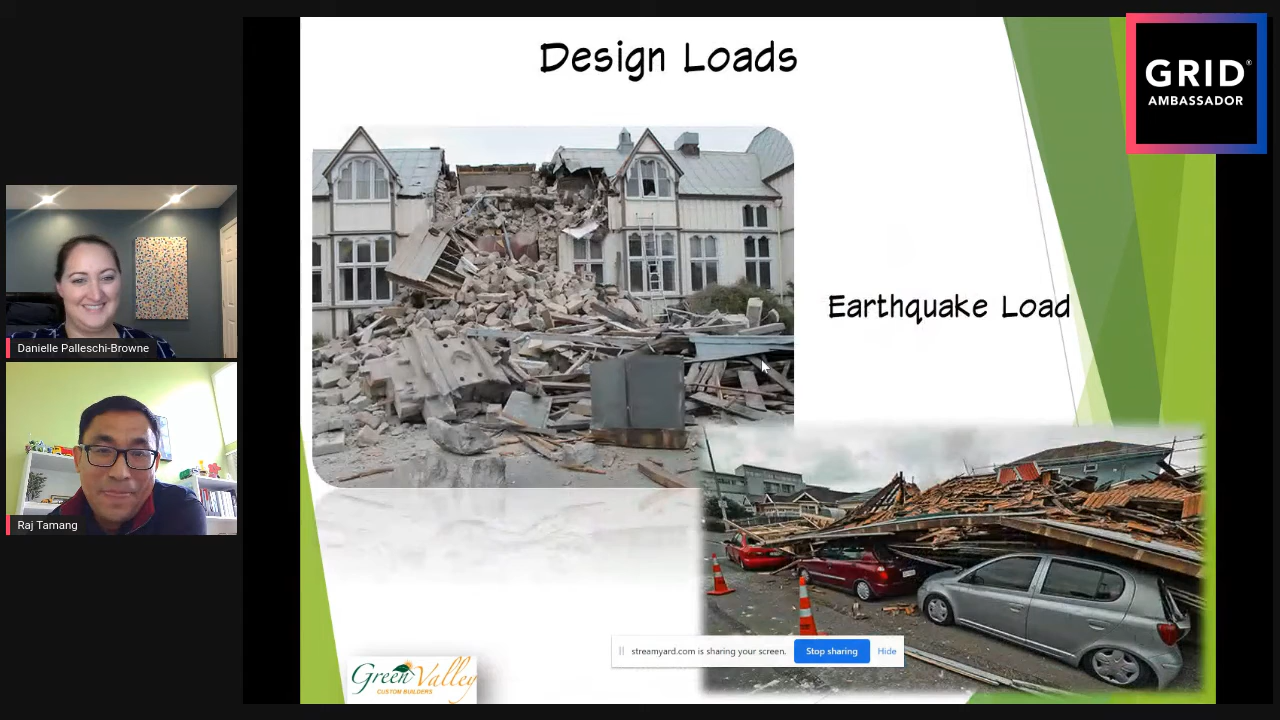 Design Loads
GRID®
AMBASSADOR
Earthquake Load
Danielle Palleschi-Browne
Raj Tamang
streamyard.com is sharing your screen.
Stop sharing
Hide
Green Valley
CUSTOM BUILDERS